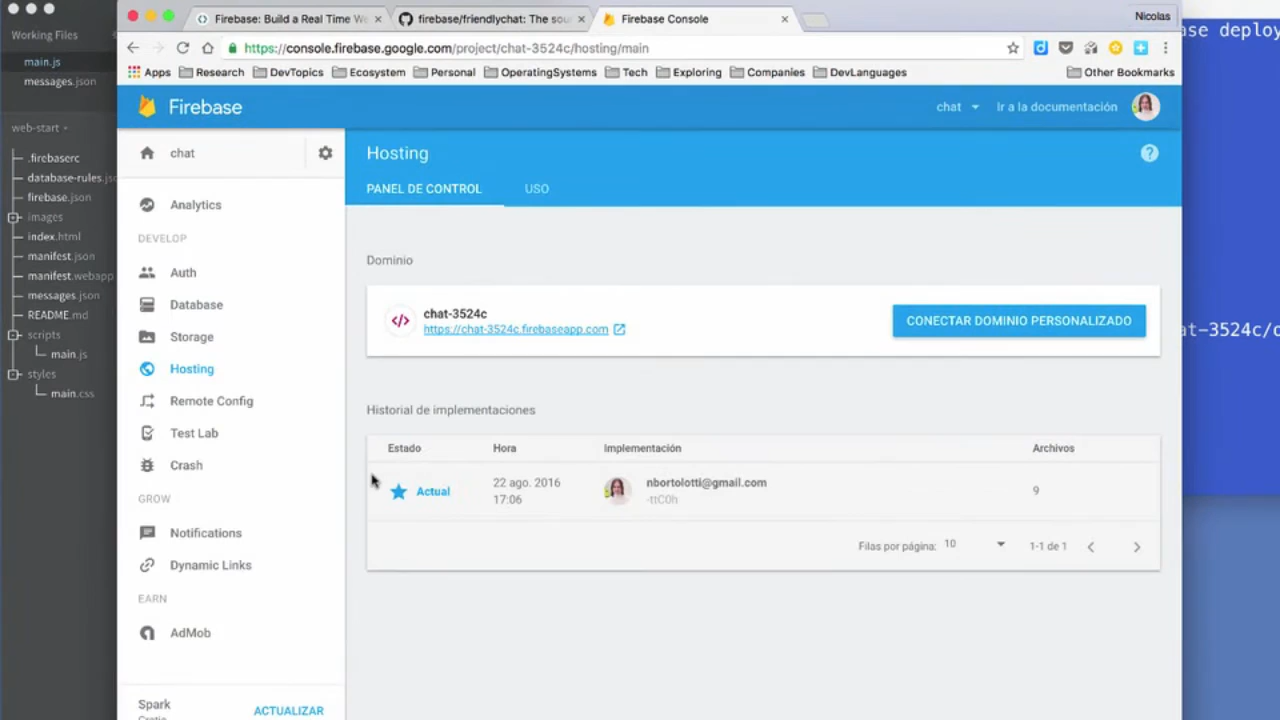 Working Files
main.js
messages.json
web-start
.firebaserc
database-rules.jso
firebase.json
images
index.html
manifest.json
manifest.webapp
messages.json
README.md
scripts
main.js
styles
main.css
Firebase: Build a Real Time We
firebase/friendlychat: The sou
Firebase Console
Nicolas
https://console.firebase.google.com/project/chat-3524c/hosting/main
Apps
Research
DevTopics
Ecosystem
Personal
OperatingSystems
Tech
Exploring
Companies
DevLanguages
Other Bookmarks
Firebase
chat
Ir a la documentación
chat
Analytics
DEVELOP
Auth
Database
Storage
Hosting
Remote Config
Test Lab
Crash
GROW
Notifications
Dynamic Links
EARN
AdMob
Spark
Gratis
ACTUALIZAR
Hosting
PANEL DE CONTROL
USO
Dominio
</>
chat-3524c
https://chat-3524c.firebaseapp.com
CONECTAR DOMINIO PERSONALIZADO
Historial de implementaciones
Estado Hora Implementación Archivos
Actual
22 ago. 2016
17:06
nbortolotti@gmail.com
-ttC0h
9
Filas por página: 10 1-1 de 1
ase deploy
at-3524c/o